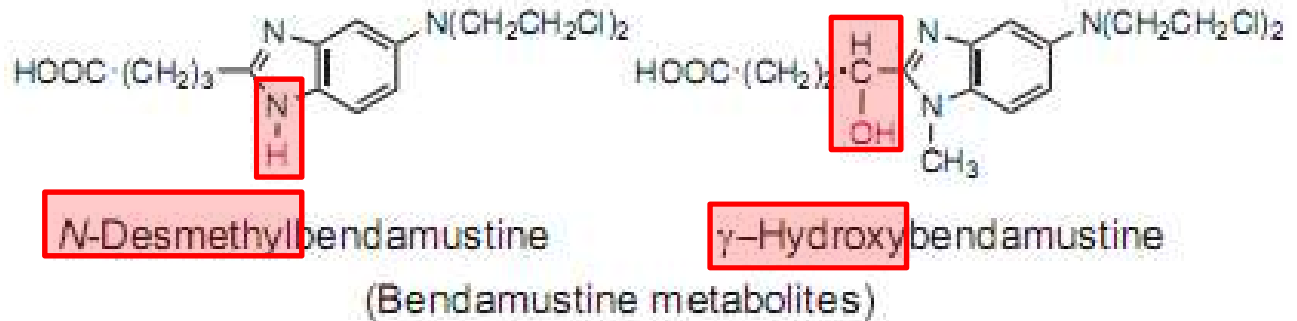 N(CH₂CH₂Cl)₂ N(CH₂CH₂Cl)₂
N H N
HOOC·(CH₂)₃ HOOC·(CH₂)₂·C
N N
H OH
CH₃
N-Desmethylbendamustine γ–Hydroxybendamustine
(Bendamustine metabolites)